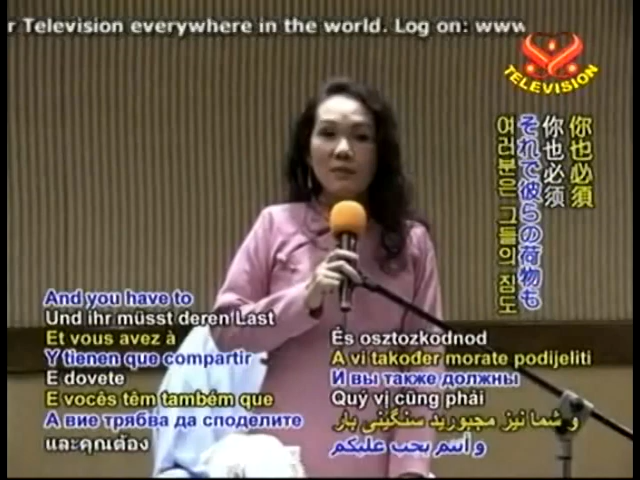 r Television everywhere in the world. Log on: www
TELEVISION
你也必須
你也必须
それで彼らの荷物も
여러분은 그들의 짐도
And you have to
Und ihr müsst deren Last
Et vous avez à
Y tienen que compartir
E dovete
E vocês têm também que
А вие трябва да споделите
และคุณต้อง
És osztozkodnod
A vi također morate podijeliti
И вы также должны
Quý vị cũng phải
و شما نیز مجبورید سنگینی بار
و أنتم يجب عليكم